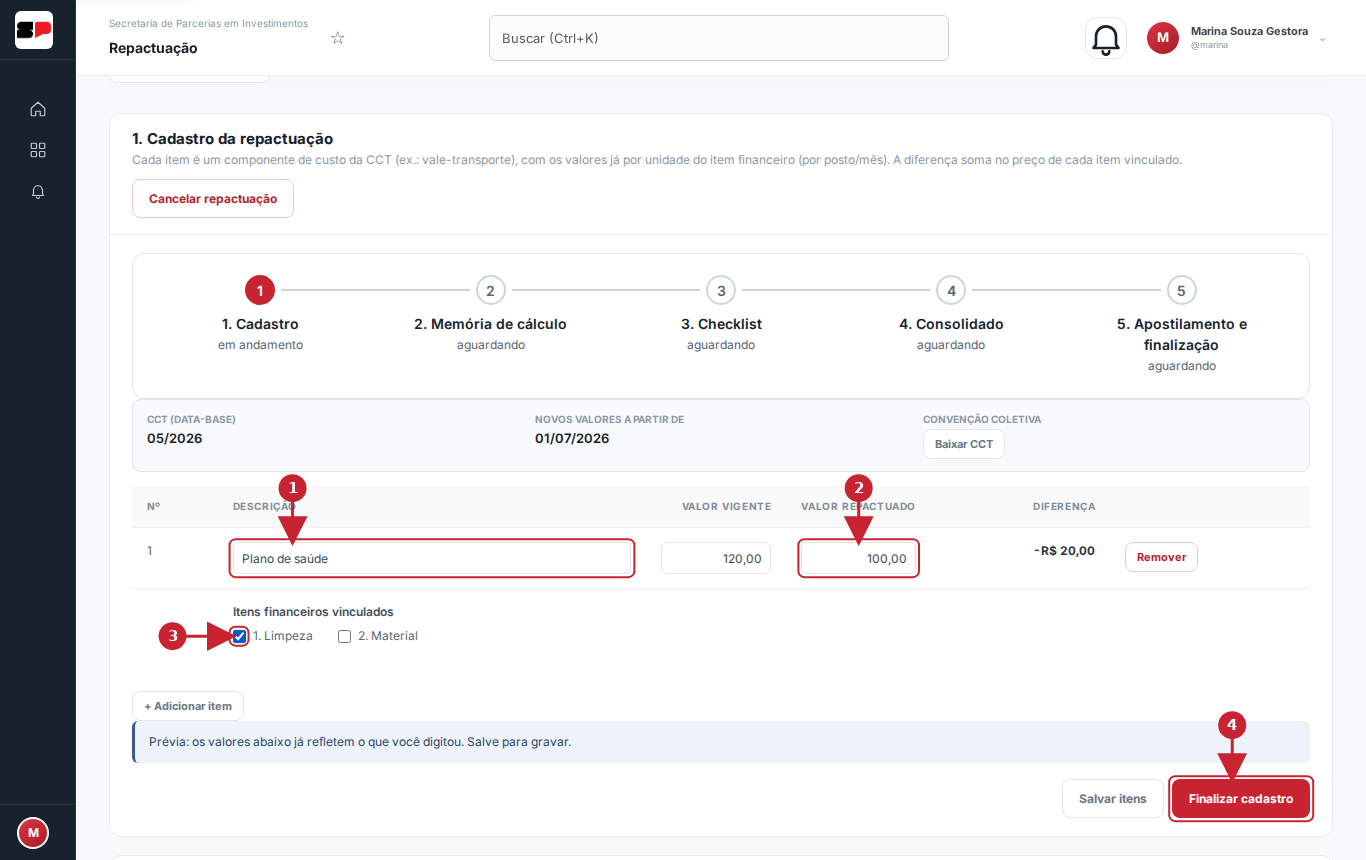 SP
Secretaria de Parcerias em Investimentos
Repactuação
Buscar (Ctrl+K)
M
Marina Souza Gestora
@marina
1. Cadastro da repactuação
Cada item é um componente de custo da CCT (ex.: vale-transporte), com os valores já por unidade do item financeiro (por posto/mês). A diferença soma no preço de cada item vinculado.
Cancelar repactuação
1 2 3 4 5
1. Cadastro
em andamento
2. Memória de cálculo
aguardando
3. Checklist
aguardando
4. Consolidado
aguardando
5. Apostilamento e
finalização
aguardando
CCT (DATA-BASE)
05/2026
NOVOS VALORES A PARTIR DE
01/07/2026
CONVENÇÃO COLETIVA
Baixar CCT
1 2
Nº DESCRIÇÃO VALOR VIGENTE VALOR REPACTUADO DIFERENÇA
1 Plano de saúde 120,00 100,00 -R$ 20,00 Remover
Itens financeiros vinculados
3 1. Limpeza 2. Material
+ Adicionar item
4
Prévia: os valores abaixo já refletem o que você digitou. Salve para gravar.
Salvar itens Finalizar cadastro
M